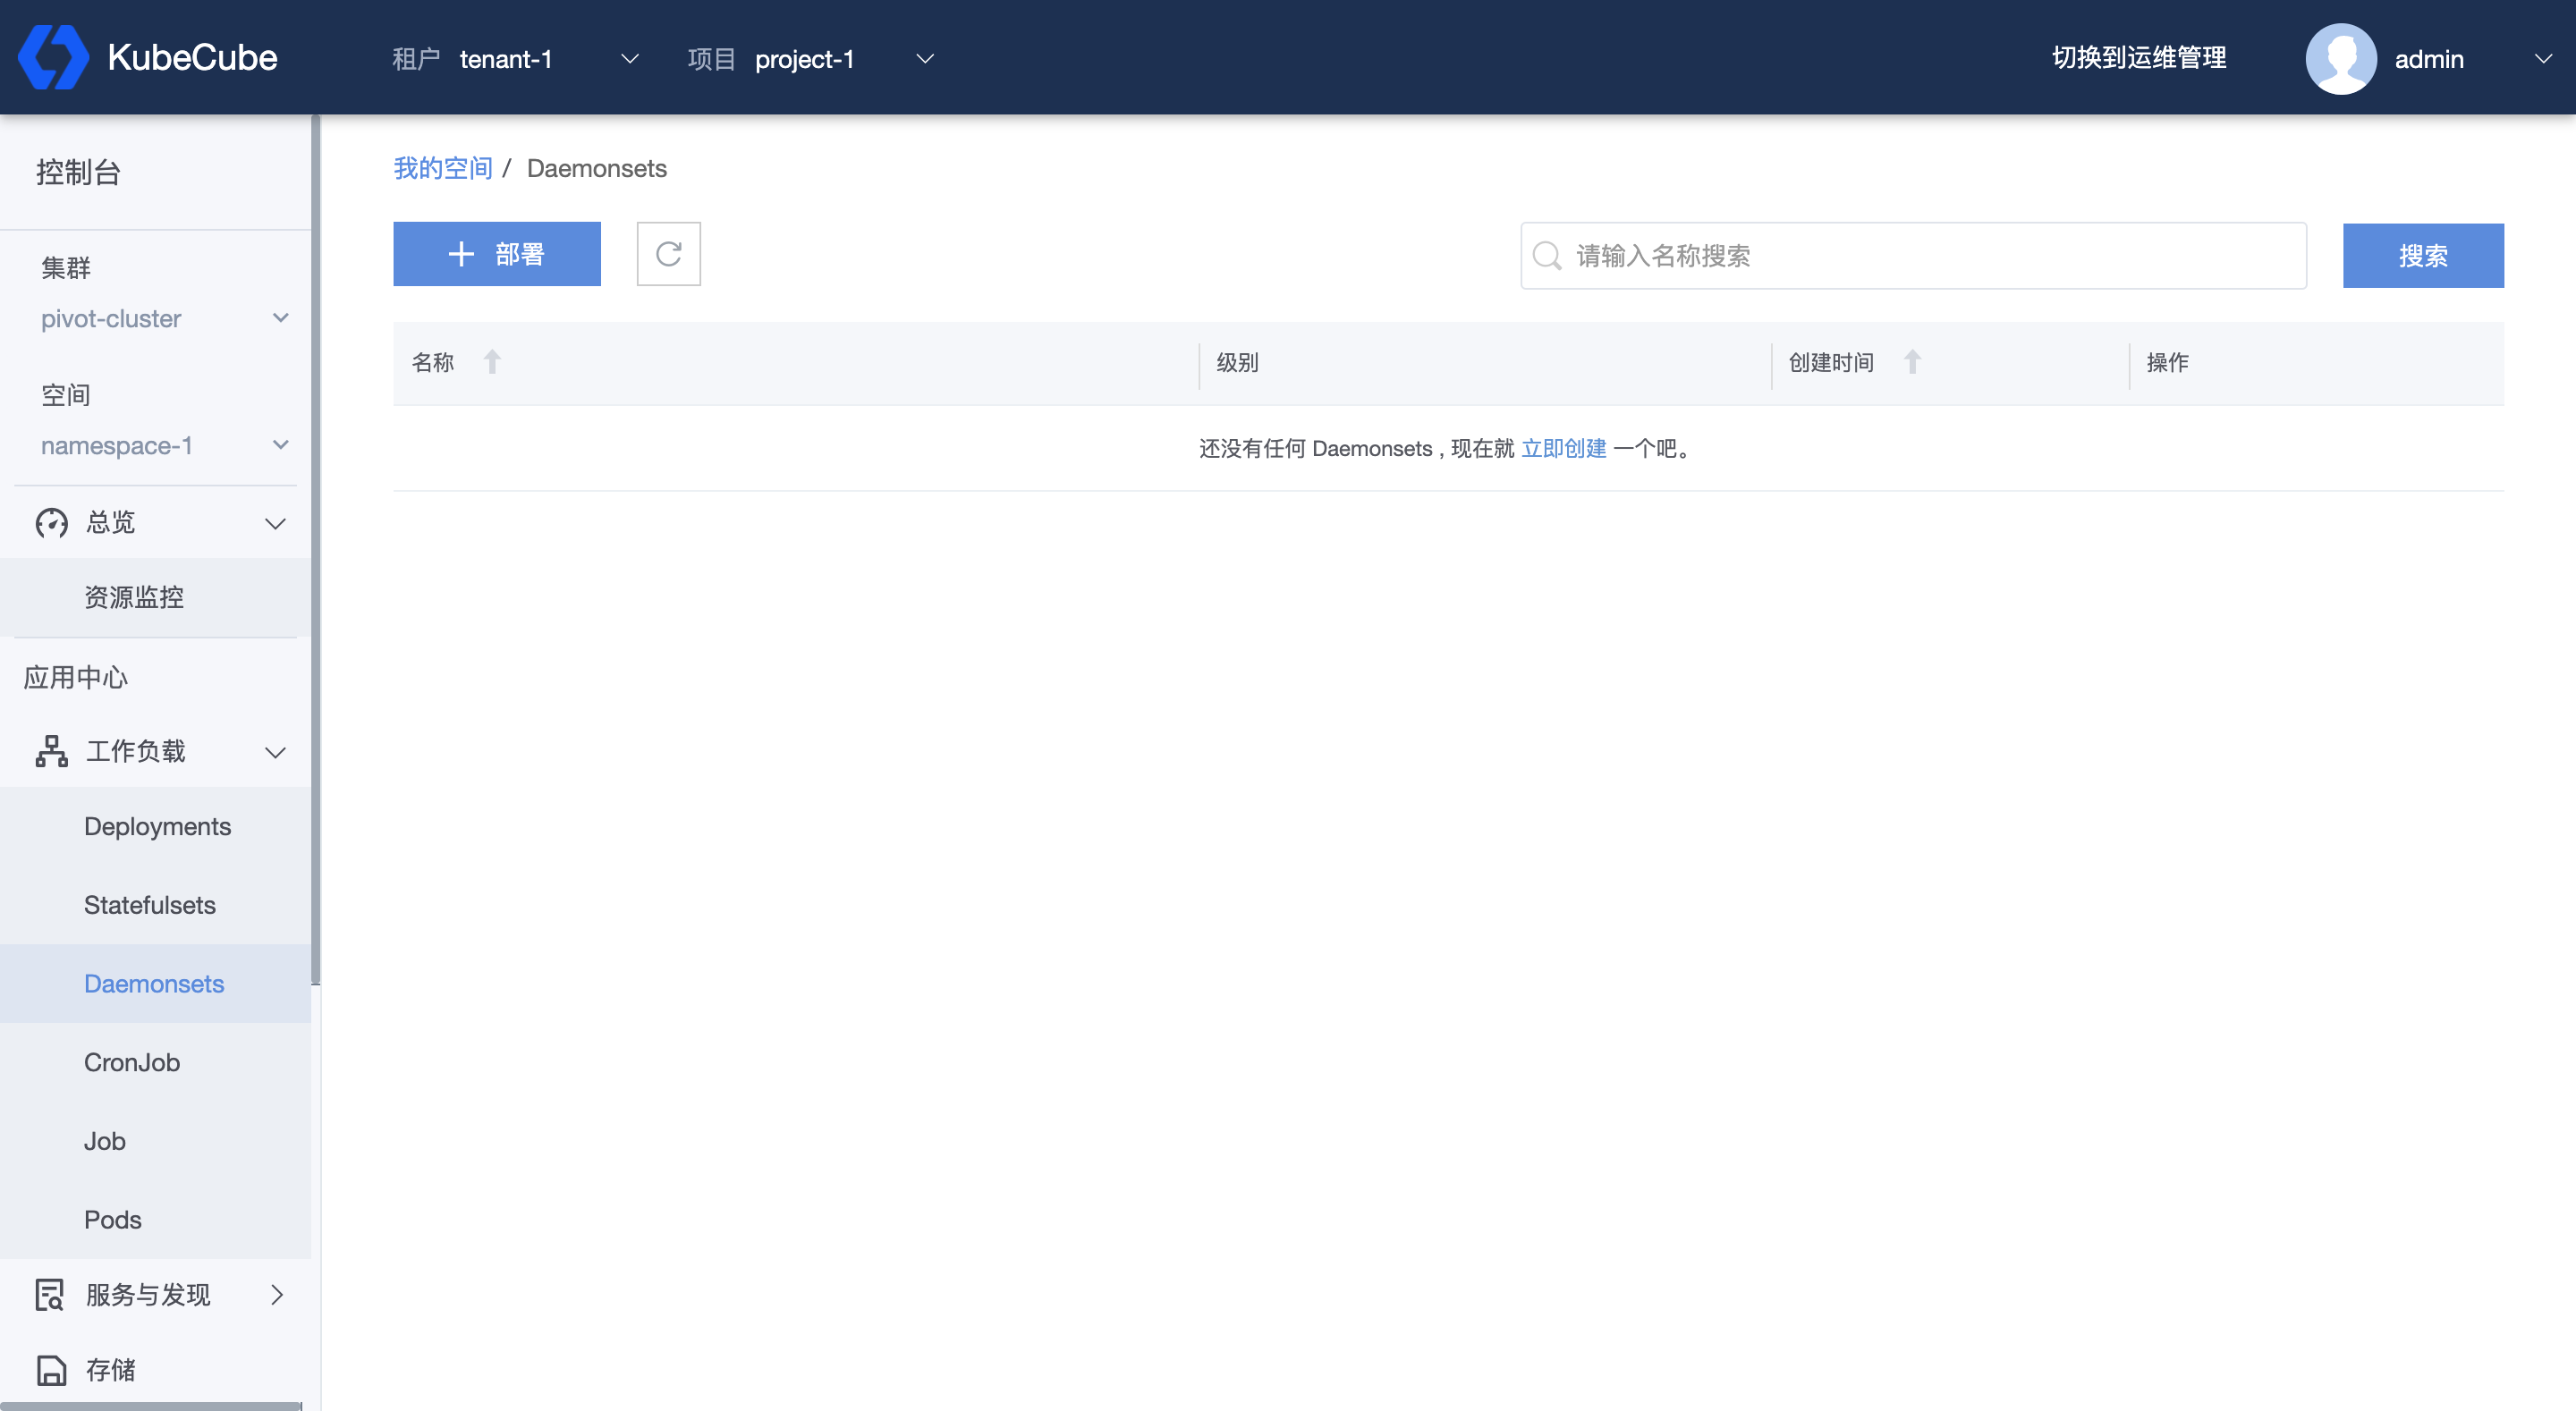 KubeCube
租户 tenant-1
项目 project-1
切换到运维管理
admin
控制台
集群
pivot-cluster
空间
namespace-1
总览
资源监控
应用中心
工作负载
Deployments
Statefulsets
Daemonsets
CronJob
Job
Pods
服务与发现
存储
我的空间 / Daemonsets
部署
请输入名称搜索
搜索
名称 级别 创建时间 操作
还没有任何 Daemonsets , 现在就 立即创建 一个吧。